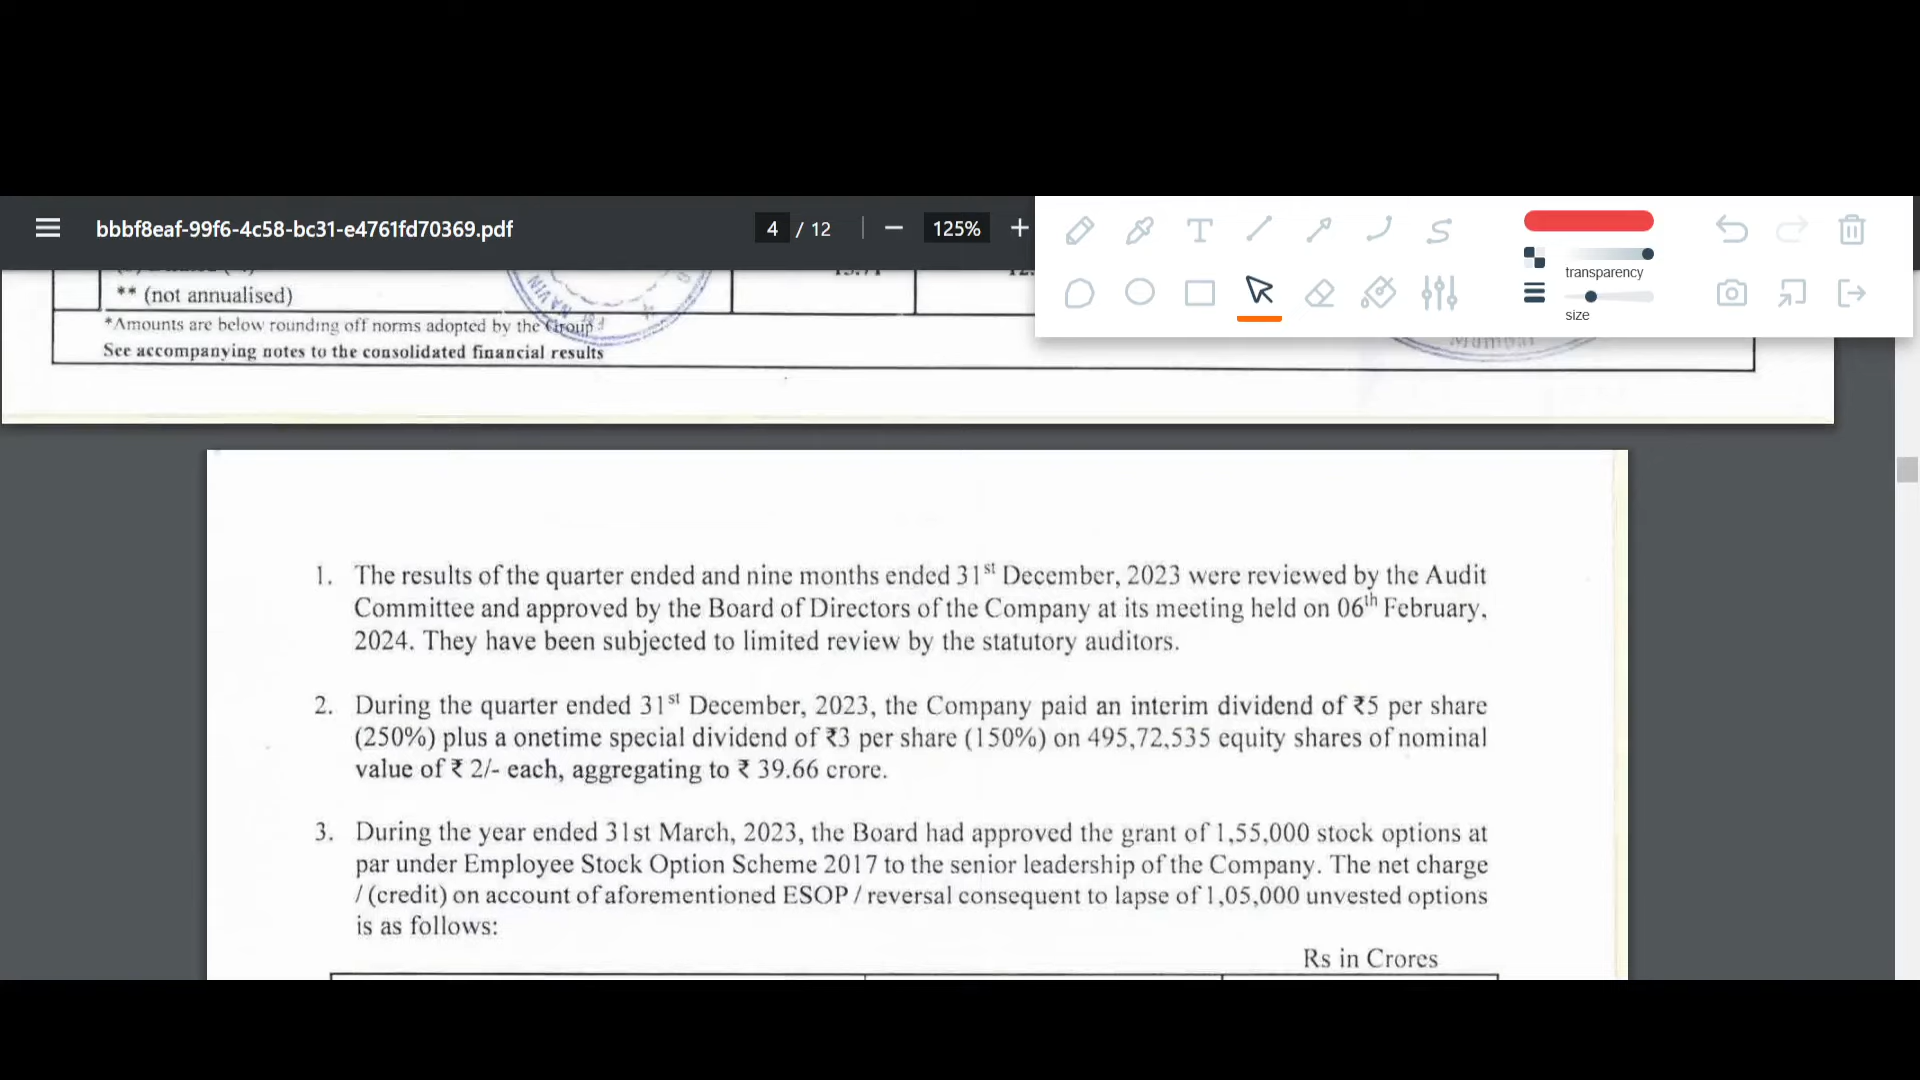 bbbf8eaf-99f6-4c58-bc31-e4761fd70369.pdf
4 / 12
125%
transparency
size
** (not annualised)
*Amounts are below rounding off norms adopted by the Group
See accompanying notes to the consolidated financial results
Mumbai
1. The results of the quarter ended and nine months ended 31st December, 2023 were reviewed by the Audit
Committee and approved by the Board of Directors of the Company at its meeting held on 06th February,
2024. They have been subjected to limited review by the statutory auditors.
2. During the quarter ended 31st December, 2023, the Company paid an interim dividend of ₹5 per share
(250%) plus a onetime special dividend of ₹3 per share (150%) on 495,72,535 equity shares of nominal
value of ₹ 2/- each, aggregating to ₹ 39.66 crore.
3. During the year ended 31st March, 2023, the Board had approved the grant of 1,55,000 stock options at
par under Employee Stock Option Scheme 2017 to the senior leadership of the Company. The net charge
/ (credit) on account of aforementioned ESOP / reversal consequent to lapse of 1,05,000 unvested options
is as follows:
Rs in Crores